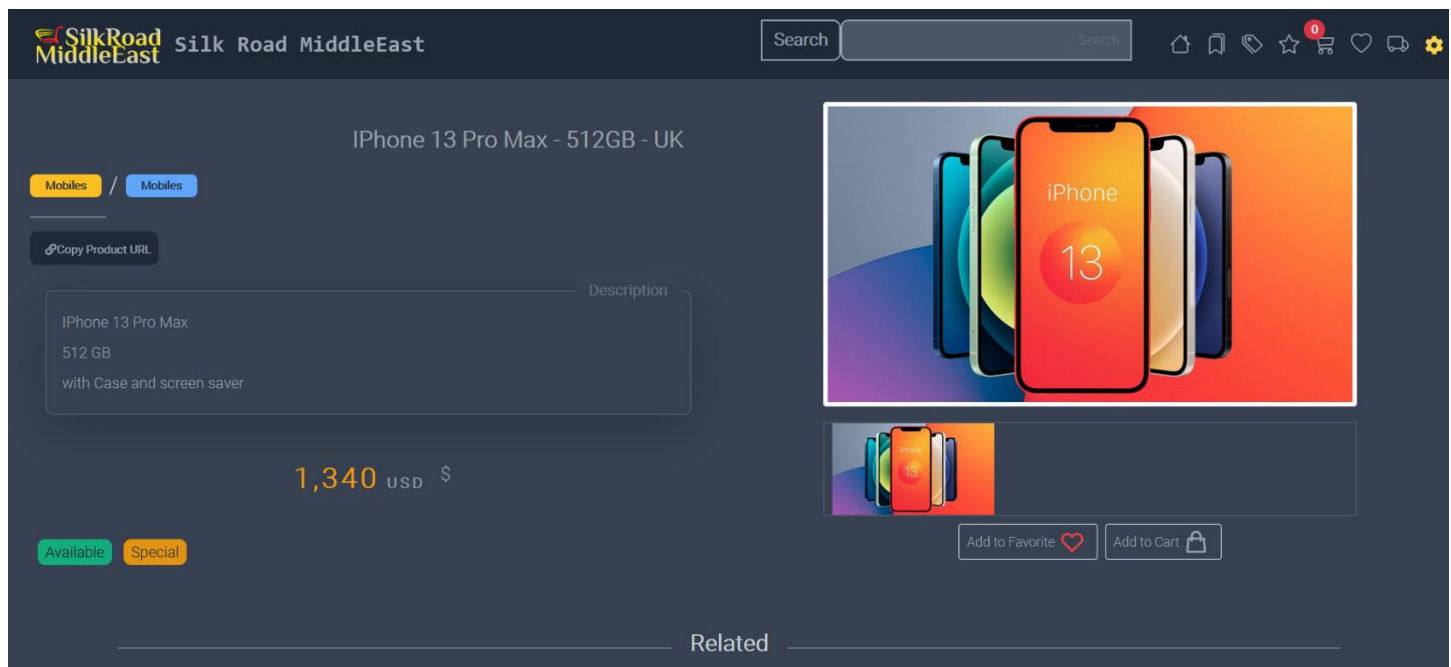 SilkRoad
MiddleEast
Silk Road MiddleEast
Search
... Search
0
IPhone 13 Pro Max - 512GB - UK
Mobiles / Mobiles
Copy Product URL
Description
IPhone 13 Pro Max
512 GB
with Case and screen saver
1,340 USD $
Available
Special
iPhone
13
iPhone
13
Add to Favorite
Add to Cart
Related